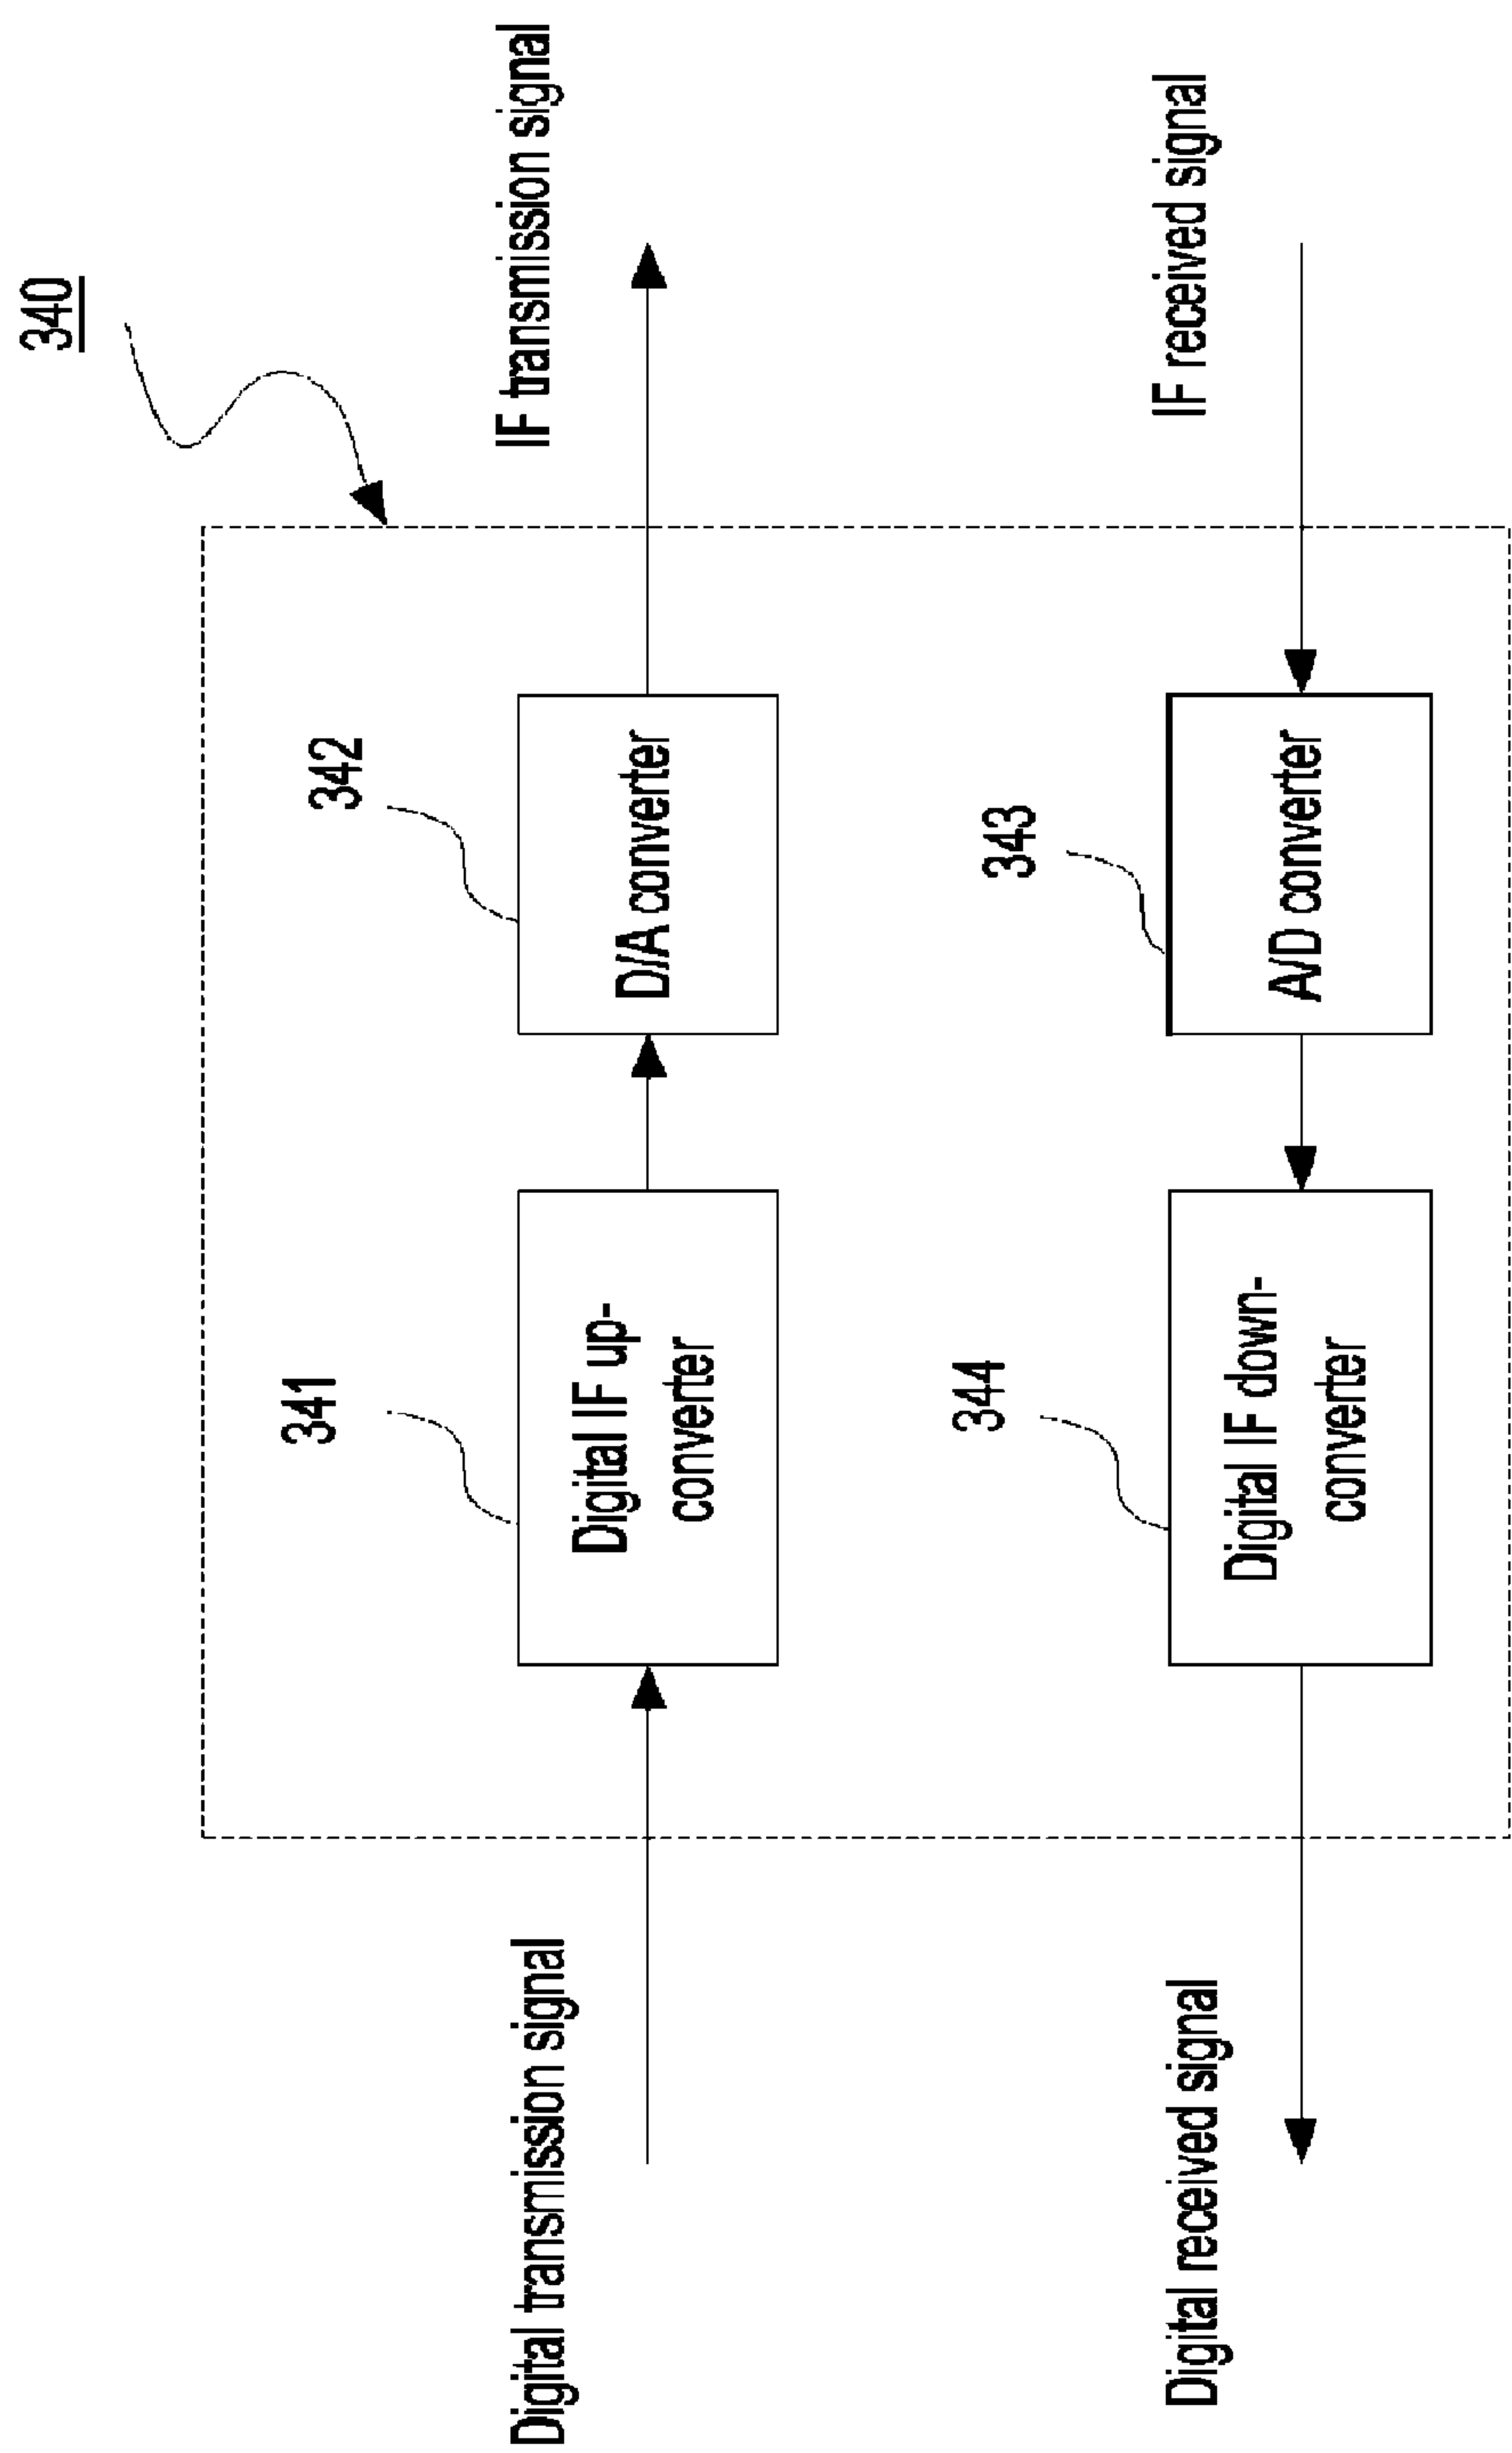 340
IF transmission signal
Digital transmission signal
342
341
D/A converter
Digital IF up-
converter
IF received signal
Digital received signal
343
344
A/D converter
Digital IF down-
converter